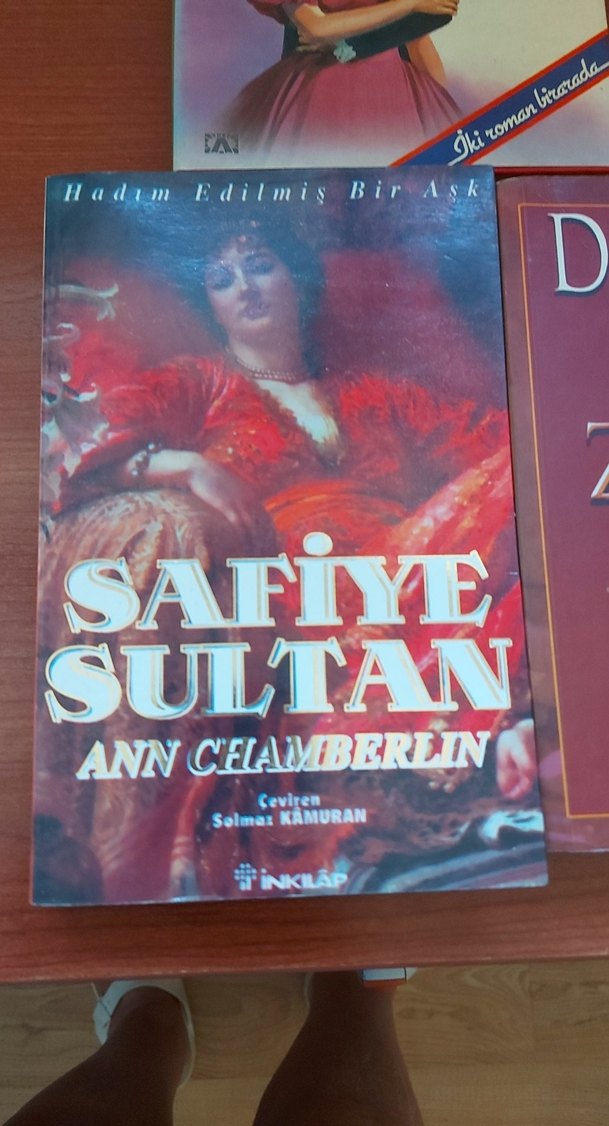 İki roman birarada
Hadım Edilmiş Bir Aşk
SAFİYE
SULTAN
ANN CHAMBERLIN
Çeviren
Solmaz KÂMURAN
İNKILÂP
D
Z